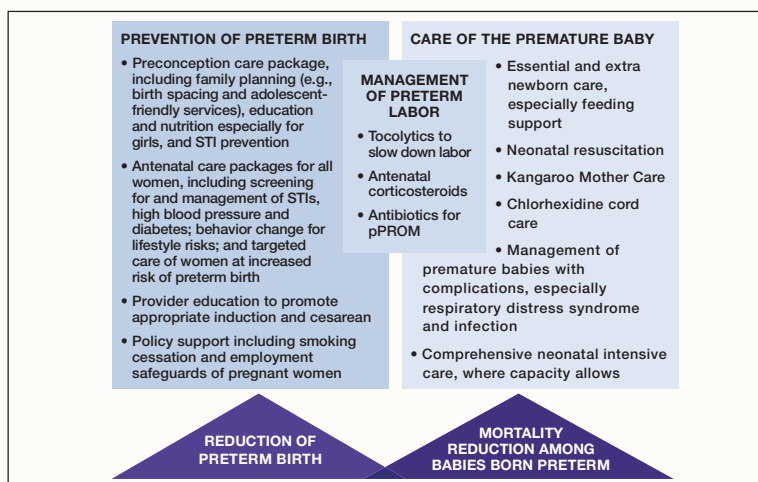 PREVENTION OF PRETERM BIRTH
• Preconception care package,
including family planning (e.g.,
birth spacing and adolescent-
friendly services), education
and nutrition especially for
girls, and STI prevention
• Antenatal care packages for all
women, including screening
for and management of STIs,
high blood pressure and
diabetes; behavior change for
lifestyle risks; and targeted
care of women at increased
risk of preterm birth
• Provider education to promote
appropriate induction and cesarean
• Policy support including smoking
cessation and employment
safeguards of pregnant women
MANAGEMENT
OF PRETERM
LABOR
• Tocolytics to
slow down labor
• Antenatal
corticosteroids
• Antibiotics for
pPROM
CARE OF THE PREMATURE BABY
• Essential and extra
newborn care,
especially feeding
support
• Neonatal resuscitation
• Kangaroo Mother Care
• Chlorhexidine cord
care
• Management of
premature babies with
complications, especially
respiratory distress syndrome
and infection
• Comprehensive neonatal intensive
care, where capacity allows
REDUCTION OF
PRETERM BIRTH
MORTALITY
REDUCTION AMONG
BABIES BORN PRETERM